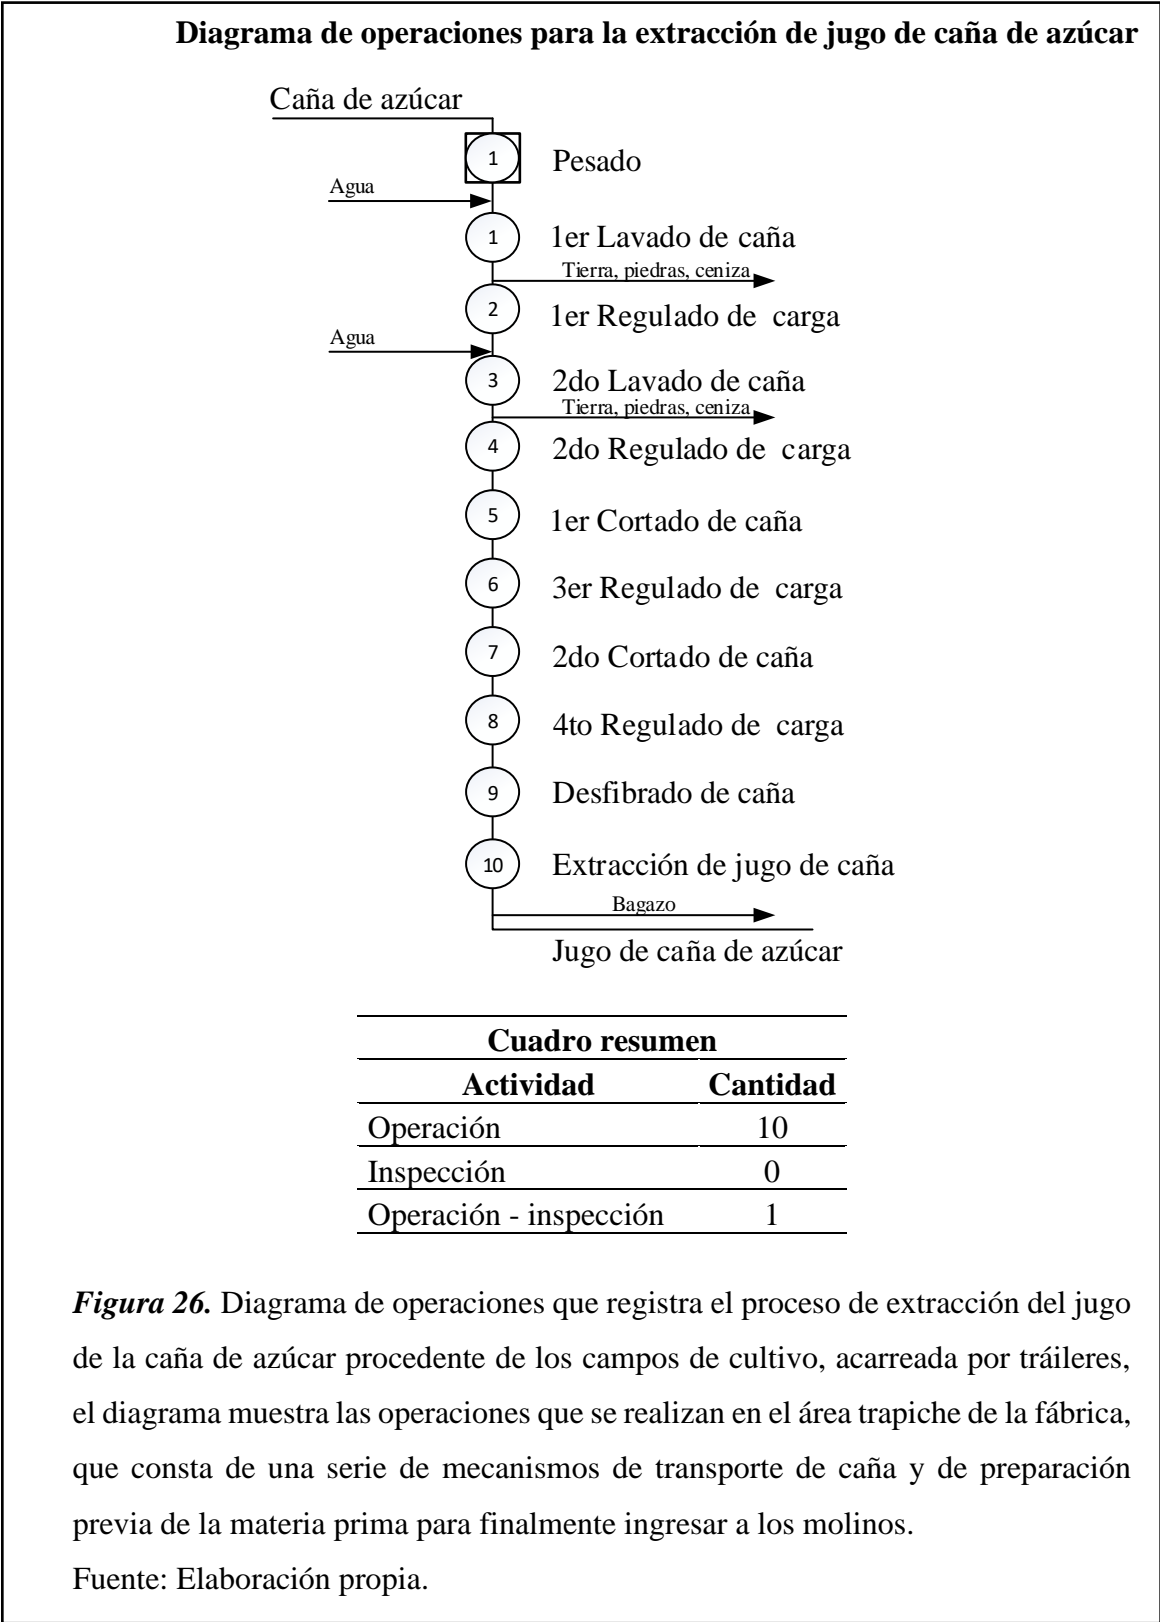 Diagrama de operaciones para la extracción de jugo de caña de azúcar
Caña de azúcar
1 Pesado
Agua
1 1er Lavado de caña
Tierra, piedras, ceniza
2 1er Regulado de carga
Agua
3 2do Lavado de caña
Tierra, piedras, ceniza
4 2do Regulado de carga
5 1er Cortado de caña
6 3er Regulado de carga
7 2do Cortado de caña
8 4to Regulado de carga
9 Desfibrado de caña
10 Extracción de jugo de caña
Bagazo
Jugo de caña de azúcar
Cuadro resumen
Actividad Cantidad
Operación 10
Inspección 0
Operación - inspección 1
Figura 26. Diagrama de operaciones que registra el proceso de extracción del jugo
de la caña de azúcar procedente de los campos de cultivo, acarreada por tráileres,
el diagrama muestra las operaciones que se realizan en el área trapiche de la fábrica,
que consta de una serie de mecanismos de transporte de caña y de preparación
previa de la materia prima para finalmente ingresar a los molinos.
Fuente: Elaboración propia.